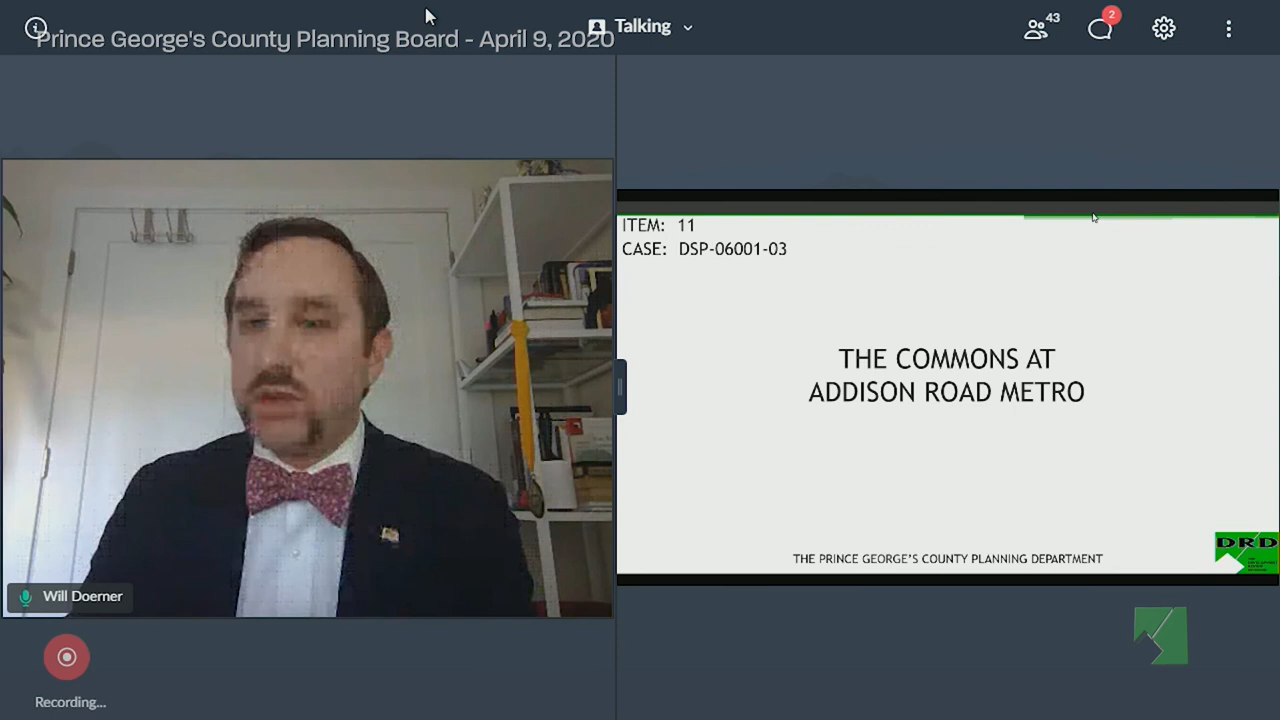 Prince George's County Planning Board - April 9, 2020
Talking
43
2
ITEM: 11
CASE: DSP-06001-03
THE COMMONS AT
ADDISON ROAD METRO
THE PRINCE GEORGE'S COUNTY PLANNING DEPARTMENT
DRD
Will Doerner
Recording...